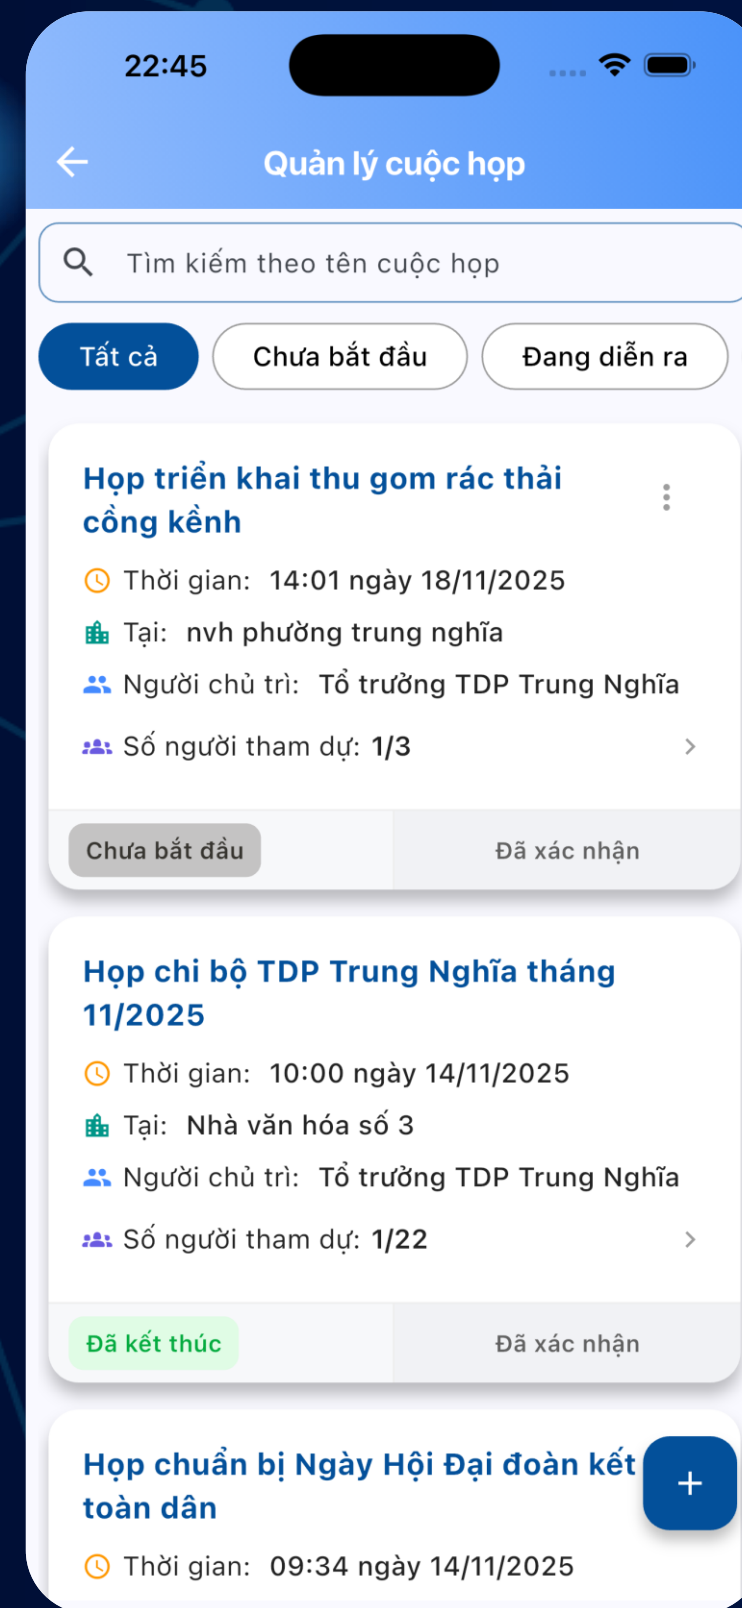 22:45
Quản lý cuộc họp
Tìm kiếm theo tên cuộc họp
Tất cả
Chưa bắt đầu
Đang diễn ra
Họp triển khai thu gom rác thải
cồng kềnh
Thời gian: 14:01 ngày 18/11/2025
Tại: nvh phường trung nghĩa
Người chủ trì: Tổ trưởng TDP Trung Nghĩa
Số người tham dự: 1/3
Chưa bắt đầu
Đã xác nhận
Họp chi bộ TDP Trung Nghĩa tháng
11/2025
Thời gian: 10:00 ngày 14/11/2025
Tại: Nhà văn hóa số 3
Người chủ trì: Tổ trưởng TDP Trung Nghĩa
Số người tham dự: 1/22
Đã kết thúc
Đã xác nhận
Họp chuẩn bị Ngày Hội Đại đoàn kết
toàn dân
Thời gian: 09:34 ngày 14/11/2025